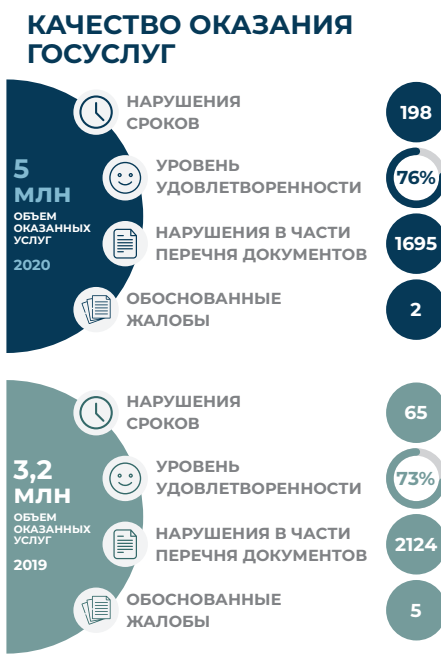 КАЧЕСТВО ОКАЗАНИЯ
ГОСУСЛУГ
НАРУШЕНИЯ
СРОКОВ
198
5
МЛН
ОБЪЕМ
ОКАЗАННЫХ
УСЛУГ
2020
УРОВЕНЬ
УДОВЛЕТВОРЕННОСТИ
76%
НАРУШЕНИЯ В ЧАСТИ
ПЕРЕЧНЯ ДОКУМЕНТОВ
1695
ОБОСНОВАННЫЕ
ЖАЛОБЫ
2
НАРУШЕНИЯ
СРОКОВ
65
3,2
МЛН
ОБЪЕМ
ОКАЗАННЫХ
УСЛУГ
2019
УРОВЕНЬ
УДОВЛЕТВОРЕННОСТИ
73%
НАРУШЕНИЯ В ЧАСТИ
ПЕРЕЧНЯ ДОКУМЕНТОВ
2124
ОБОСНОВАННЫЕ
ЖАЛОБЫ
5